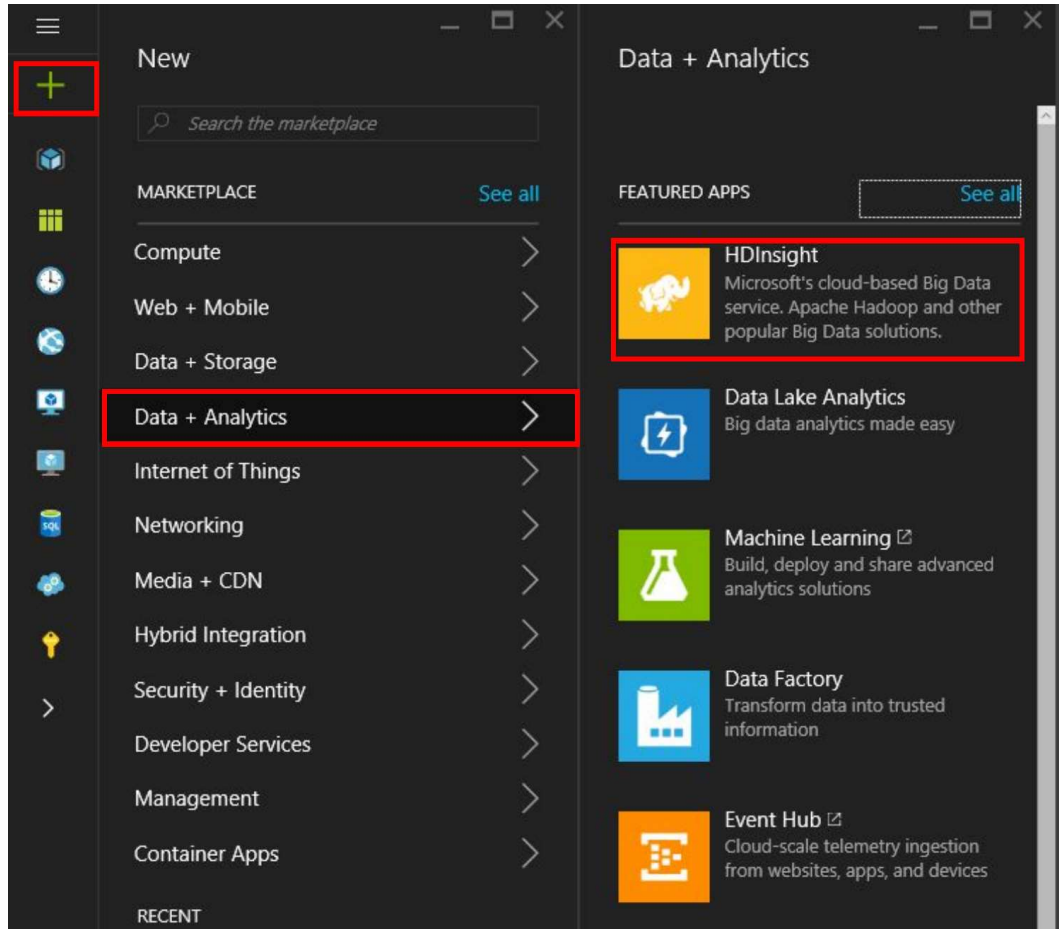 New
Search the marketplace
MARKETPLACE See all
Compute
Web + Mobile
Data + Storage
Data + Analytics
Internet of Things
Networking
Media + CDN
Hybrid Integration
Security + Identity
Developer Services
Management
Container Apps
RECENT
Data + Analytics
FEATURED APPS See all
HDInsight
Microsoft's cloud-based Big Data
service. Apache Hadoop and other
popular Big Data solutions.
Data Lake Analytics
Big data analytics made easy
Machine Learning
Build, deploy and share advanced
analytics solutions
Data Factory
Transform data into trusted
information
Event Hub
Cloud-scale telemetry ingestion
from websites, apps, and devices
SQL